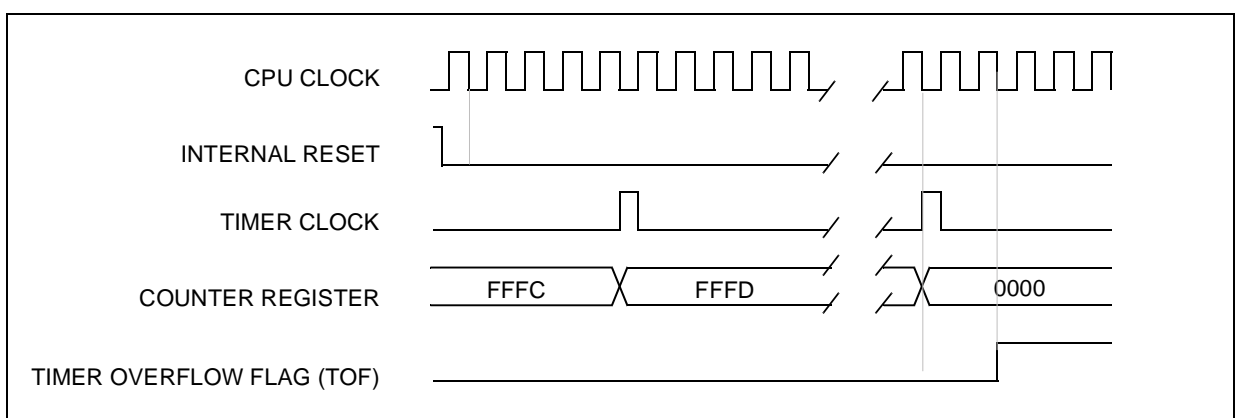 CPU CLOCK
INTERNAL RESET
TIMER CLOCK
COUNTER REGISTER FFFC FFFD 0000
TIMER OVERFLOW FLAG (TOF)